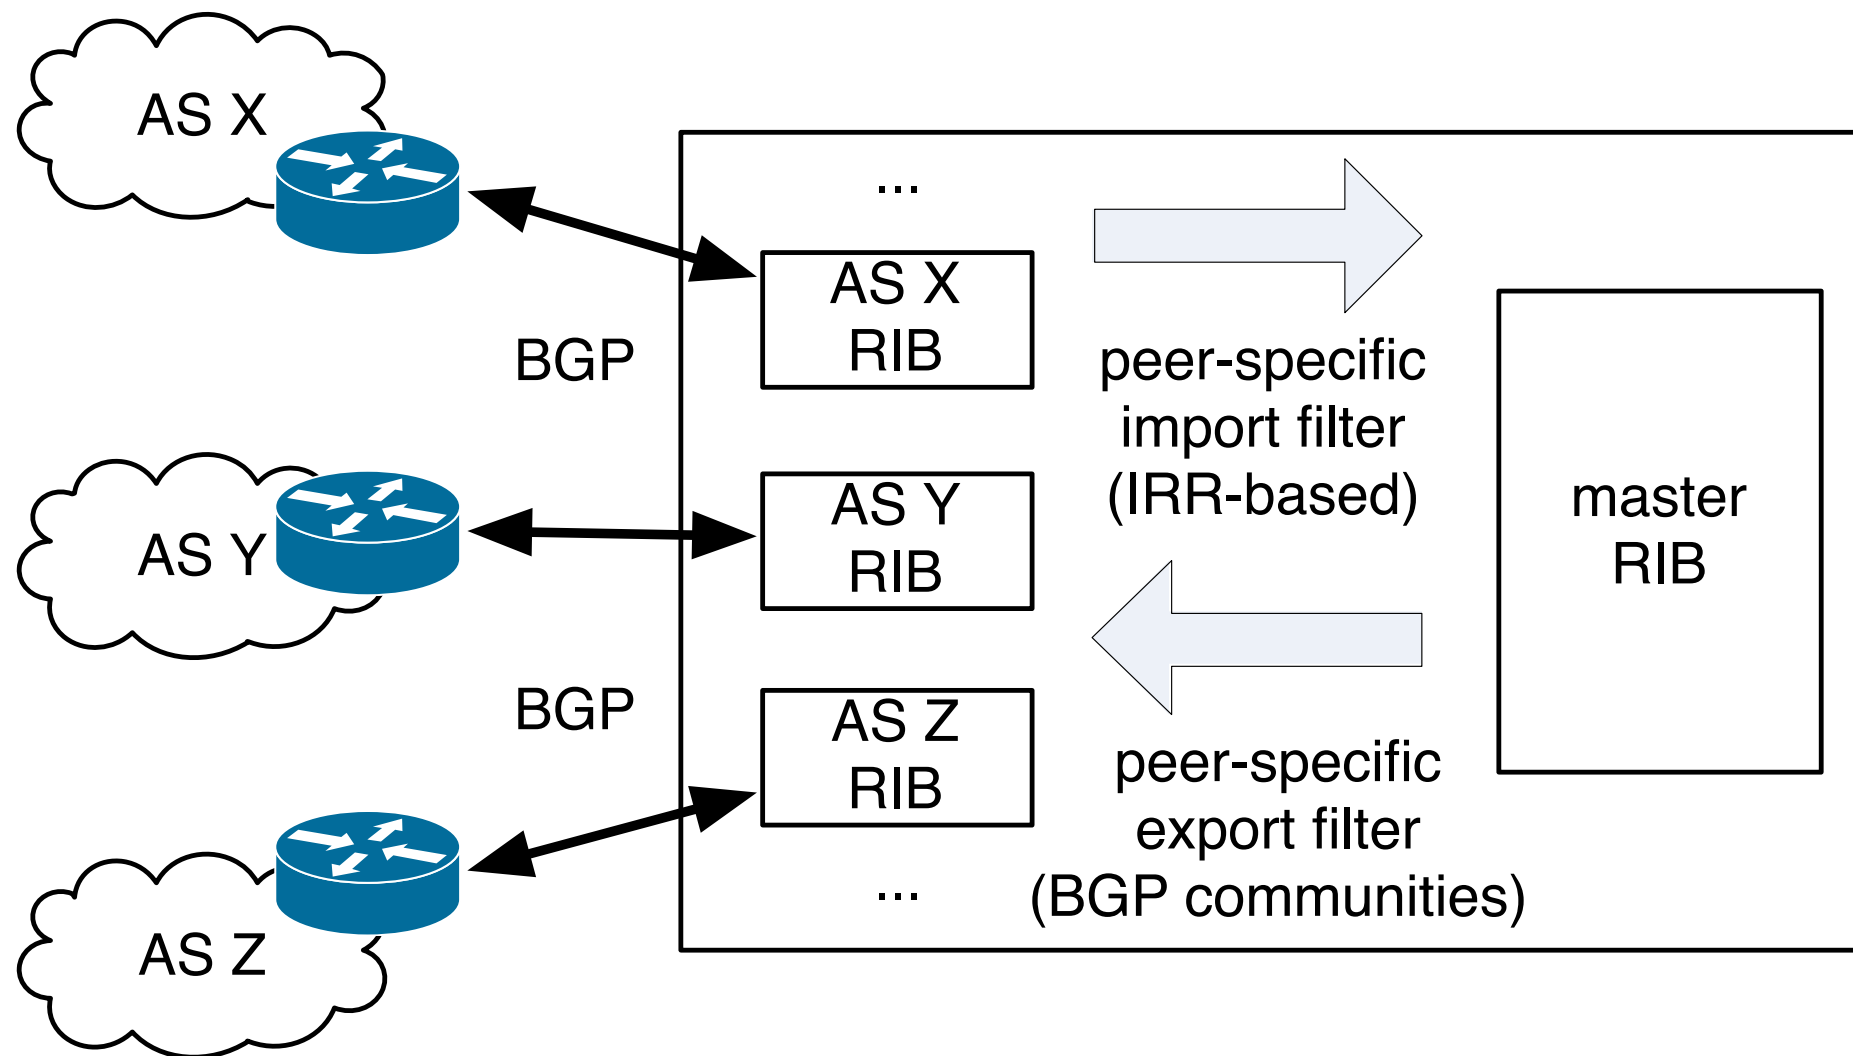 AS X
AS Y
AS Z
BGP
BGP
...
AS X
RIB
AS Y
RIB
AS Z
RIB
...
peer-specific
import filter
(IRR-based)
peer-specific
export filter
(BGP communities)
master
RIB